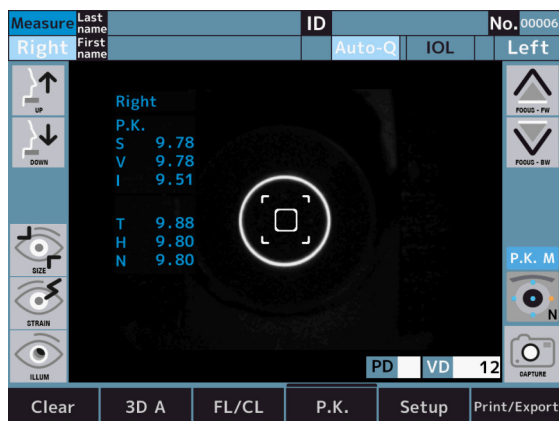 Measure Last name ID No. 00006
Right First name Auto-Q IOL Left
UP
FOCUS - FW
DOWN
FOCUS - BW
Right
P.K.
S 9.78
V 9.78
I 9.51
T 9.88
H 9.80
N 9.80
SIZE
P.K. M
N
STRAIN
ILLUM
PD VD 12
CAPTURE
Clear 3D A FL/CL P.K. Setup Print/Export